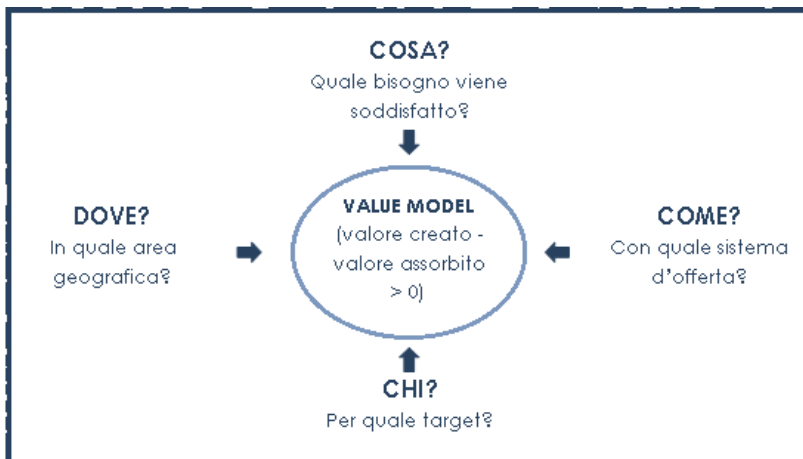 COSA?
Quale bisogno viene
soddisfatto?
DOVE?
In quale area
geografica?
VALUE MODEL
(valore creato -
valore assorbito
> 0)
COME?
Con quale sistema
d'offerta?
CHI?
Per quale target?